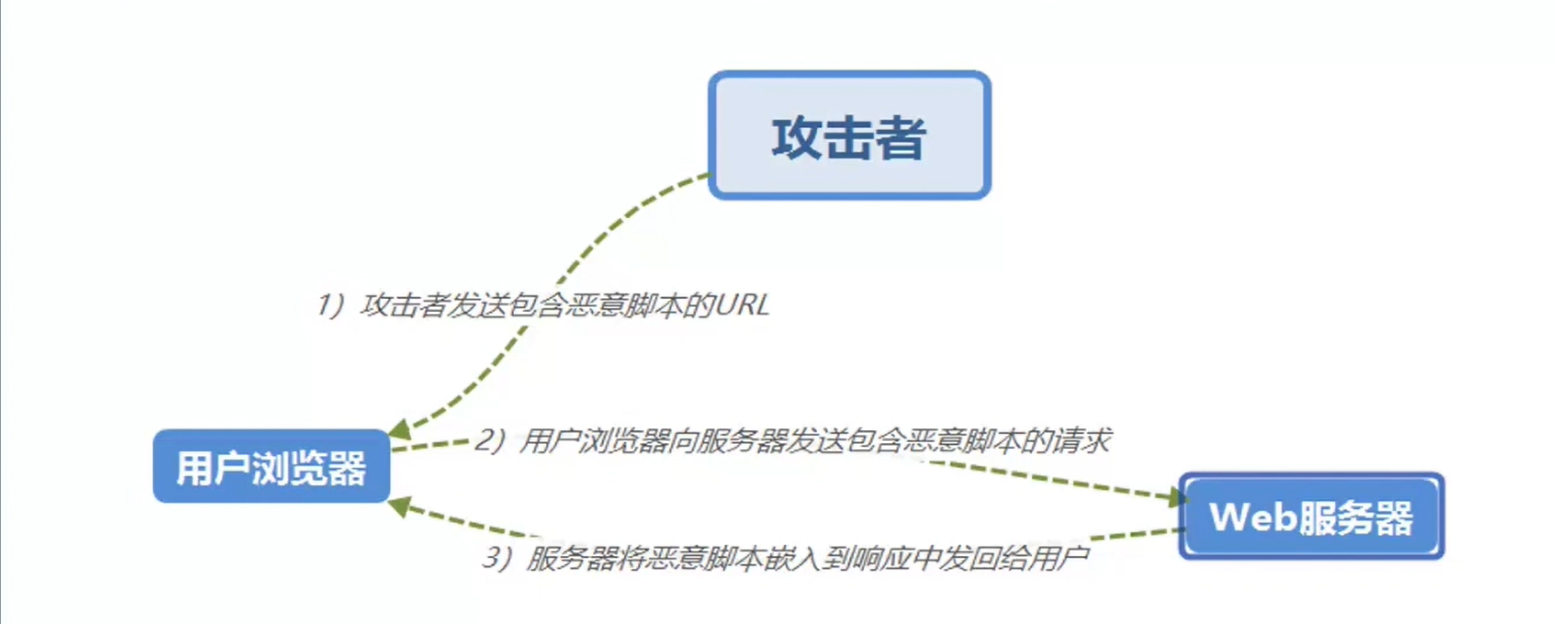 攻击者
1）攻击者发送包含恶意脚本的URL
2）用户浏览器向服务器发送包含恶意脚本的请求
用户浏览器
Web服务器
3）服务器将恶意脚本嵌入到响应中发回给用户